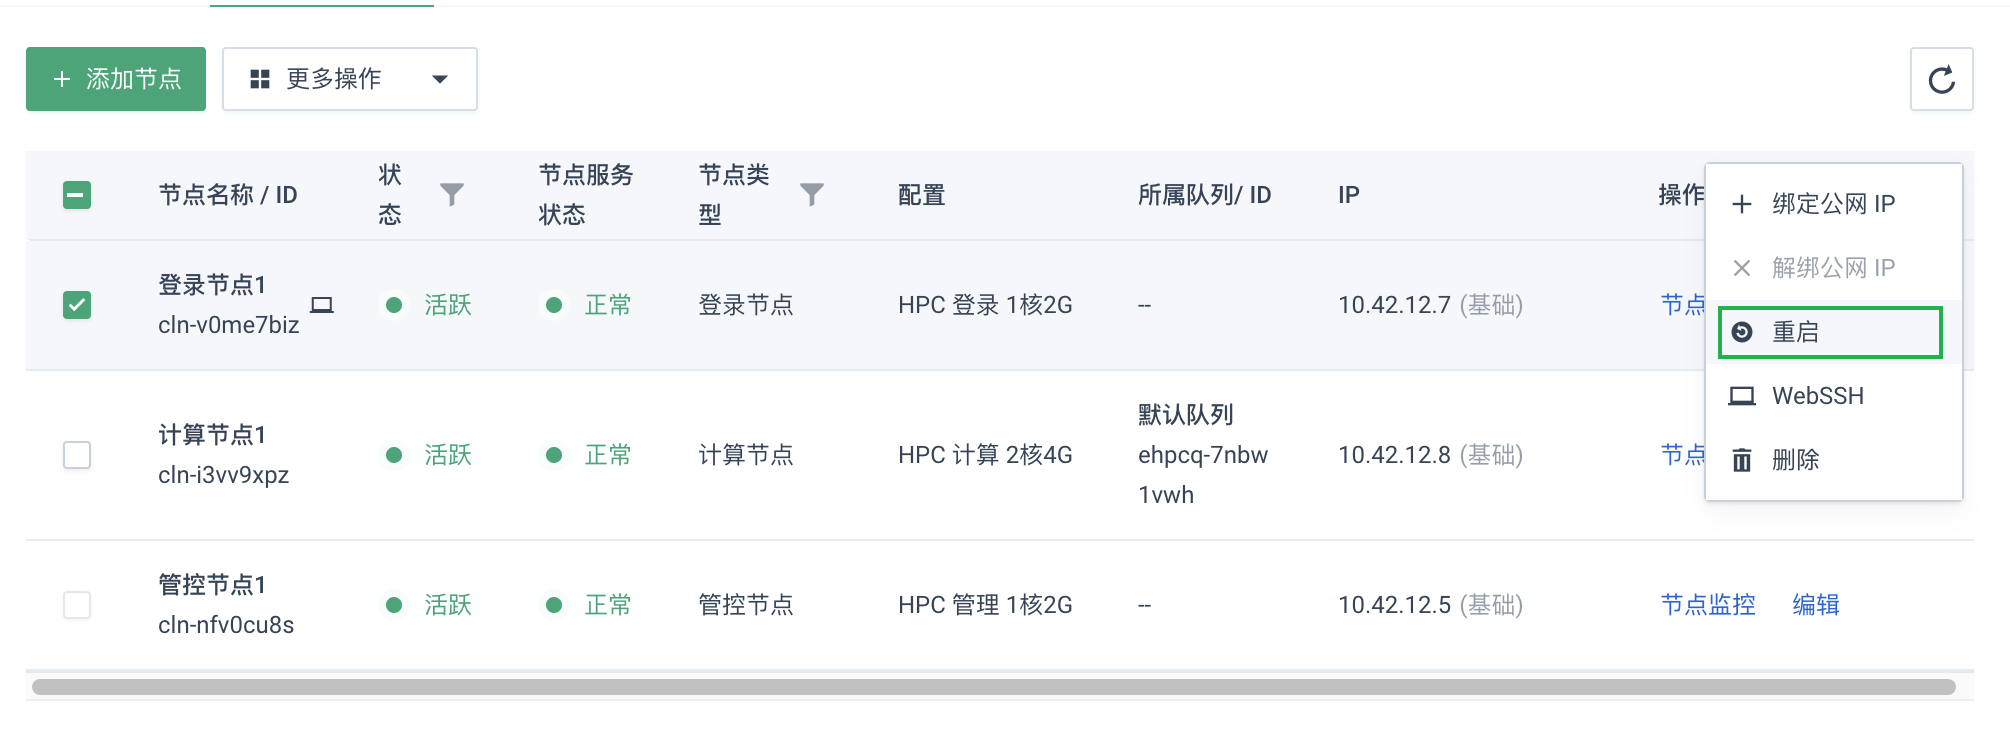 添加节点
更多操作
节点名称 / ID
状态
节点服务状态
节点类型
配置
所属队列/ ID
IP
操作
登录节点1
cln-v0me7biz
活跃
正常
登录节点
HPC 登录 1核2G
--
10.42.12.7 (基础)
节点
计算节点1
cln-i3vv9xpz
活跃
正常
计算节点
HPC 计算 2核4G
默认队列
ehpcq-7nbw
1vwh
10.42.12.8 (基础)
节点
管控节点1
cln-nfv0cu8s
活跃
正常
管控节点
HPC 管理 1核2G
--
10.42.12.5 (基础)
节点监控
编辑
绑定公网 IP
解绑公网 IP
重启
WebSSH
删除